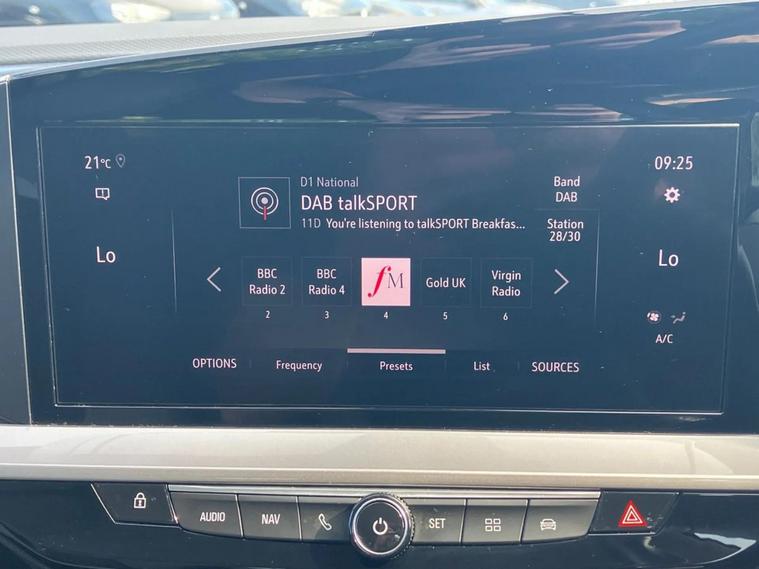 21°C
09:25
D1 National
DAB talkSPORT
11D You're listening to talkSPORT Breakfas...
Band
DAB
Station
28/30
Lo
Lo
BBC
Radio 2
BBC
Radio 4
fM
Gold UK
Virgin
Radio
2
3
4
5
6
A/C
OPTIONS
Frequency
Presets
List
SOURCES
AUDIO
NAV
SET